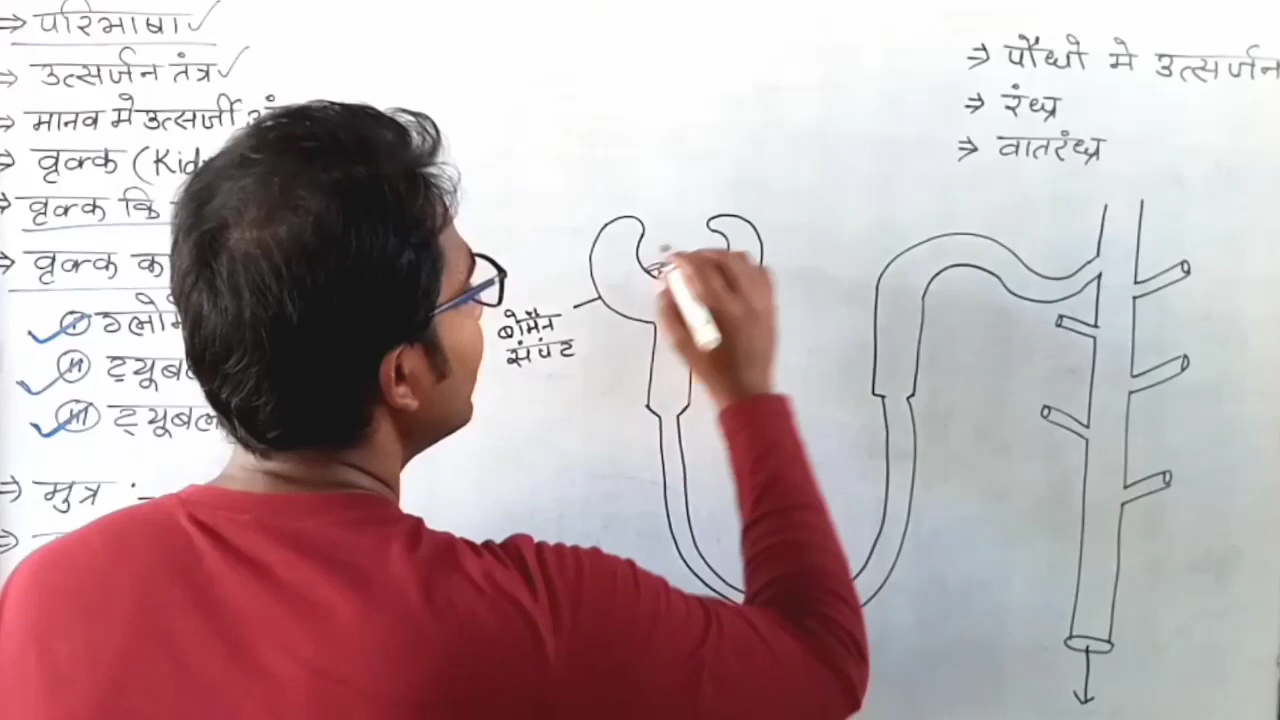 ⇒ परिभाषा ✓
⇒ उत्सर्जन तंत्र ✓
⇒ मानव मे उत्सर्जी
⇒ वृक्क (Kid
⇒ वृक्क कि
⇒ वृक्क
✓ I
✓ II ट्यूबल
✓ III ट्यूबल
⇒ मुत्र :-
बोमैन
संपुट
⇒ पौधो मे उत्सर्जन
⇒ रंध्र
⇒ वातरंध्र